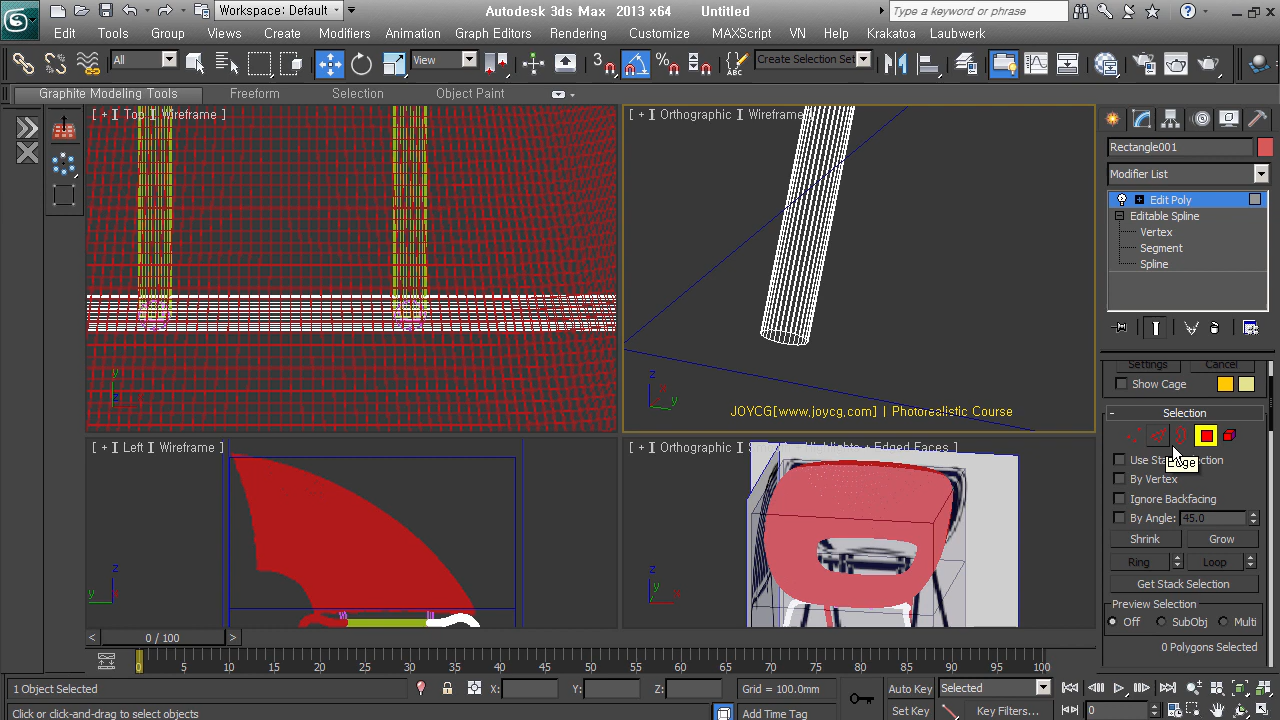 Workspace: Default
Autodesk 3ds Max 2013 x64 Untitled
Type a keyword or phrase
Edit Tools Group Views Create Modifiers Animation Graph Editors Rendering Customize MAXScript VN Help Krakatoa Laubwerk
All View 3 Create Selection Set
Graphite Modeling Tools Freeform Selection Object Paint
[ + ] Top ] Wireframe ]
[ + ] Orthographic ] Wireframe
Rectangle001
Modifier List
Edit Poly
Editable Spline
Vertex
Segment
Spline
y
z
z
y
JOYCG[www.joycg.com] | Photorealistic Course
Settings Cancel
Show Cage
- Selection
Edge
By Vertex
Ignore Backfacing
By Angle: 45.0
Shrink Grow
Ring Loop
Get Stack Selection
Preview Selection
Off SubObj Multi
0 Polygons Selected
[ + ] Left ] Wireframe ]
[ + ] Orthographic ] + Edged Faces ]
z
y
z
y
x
< 0 / 100 >
0 5 10 15 20 25 30 35 40 45 50 55 60 65 70 75 80 85 90 95 100
1 Object Selected X: Y: Z: Grid = 100.0mm Auto Key Selected
Click or click-and-drag to select objects Add Time Tag Set Key Key Filters... 0